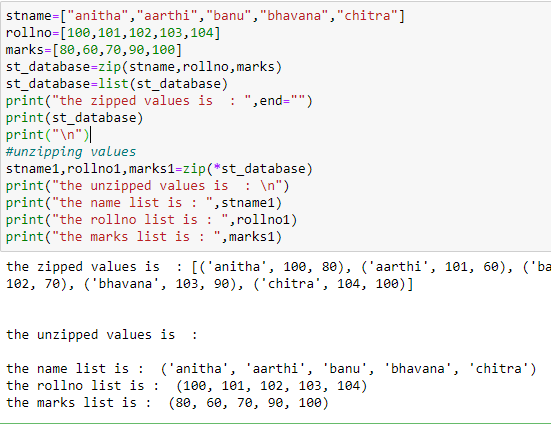 stname=["anitha","aarthi","banu","bhavana","chitra"]
rollno=[100,101,102,103,104]
marks=[80,60,70,90,100]
st_database=zip(stname,rollno,marks)
st_database=list(st_database)
print("the zipped values is  : ",end="")
print(st_database)
print("\n")
#unzipping values
stname1,rollno1,marks1=zip(*st_database)
print("the unzipped values is  : \n")
print("the name list is : ",stname1)
print("the rollno list is : ",rollno1)
print("the marks list is : ",marks1)
the zipped values is  : [('anitha', 100, 80), ('aarthi', 101, 60), ('ba
102, 70), ('bhavana', 103, 90), ('chitra', 104, 100)]
the unzipped values is  :
the name list is :  ('anitha', 'aarthi', 'banu', 'bhavana', 'chitra')
the rollno list is :  (100, 101, 102, 103, 104)
the marks list is :  (80, 60, 70, 90, 100)